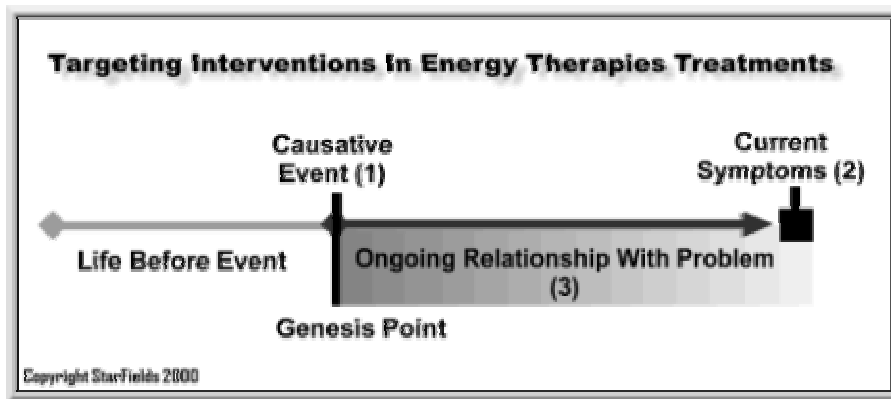 Targeting Interventions In Energy Therapies Treatments
Causative
Event (1)
Current
Symptoms (2)
Life Before Event
Ongoing Relationship With Problem
(3)
Genesis Point
Copyright StarFields 2000